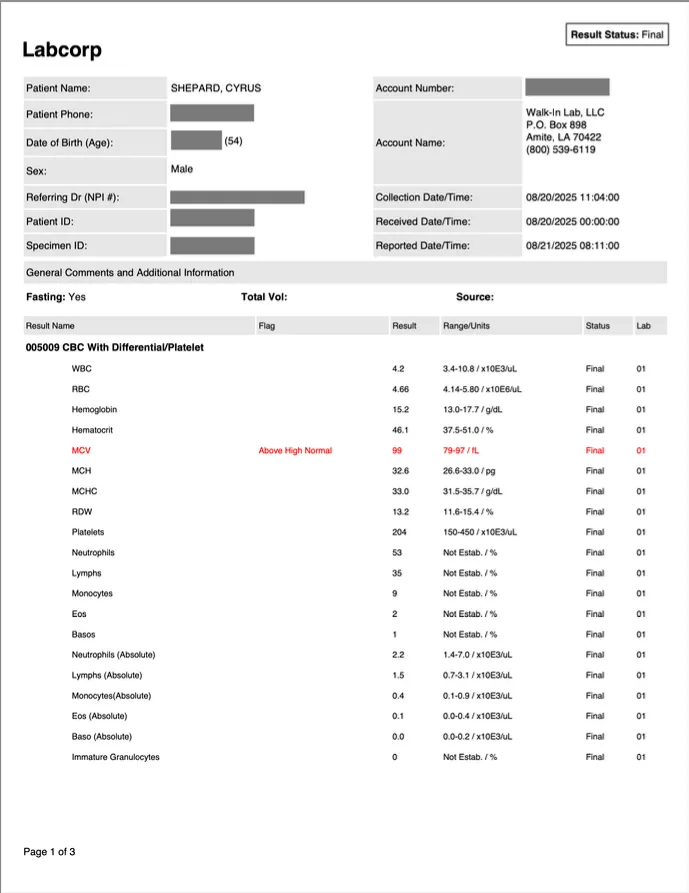 Result Status: Final
Labcorp
Patient Name: SHEPARD, CYRUS Account Number:
Patient Phone: Account Name: Walk-In Lab, LLC
P.O. Box 898
Amite, LA 70422
(800) 539-6119
Date of Birth (Age): (54)
Sex: Male
Referring Dr (NPI #): Collection Date/Time: 08/20/2025 11:04:00
Patient ID: Received Date/Time: 08/20/2025 00:00:00
Specimen ID: Reported Date/Time: 08/21/2025 08:11:00
General Comments and Additional Information
Fasting: Yes Total Vol: Source:
Result Name Flag Result Range/Units Status Lab
005009 CBC With Differential/Platelet
WBC 4.2 3.4-10.8 / x10E3/uL Final 01
RBC 4.66 4.14-5.80 / x10E6/uL Final 01
Hemoglobin 15.2 13.0-17.7 / g/dL Final 01
Hematocrit 46.1 37.5-51.0 / % Final 01
MCV Above High Normal 99 79-97 / fL Final 01
MCH 32.6 26.6-33.0 / pg Final 01
MCHC 33.0 31.5-35.7 / g/dL Final 01
RDW 13.2 11.6-15.4 / % Final 01
Platelets 204 150-450 / x10E3/uL Final 01
Neutrophils 53 Not Estab. / % Final 01
Lymphs 35 Not Estab. / % Final 01
Monocytes 9 Not Estab. / % Final 01
Eos 2 Not Estab. / % Final 01
Basos 1 Not Estab. / % Final 01
Neutrophils (Absolute) 2.2 1.4-7.0 / x10E3/uL Final 01
Lymphs (Absolute) 1.5 0.7-3.1 / x10E3/uL Final 01
Monocytes(Absolute) 0.4 0.1-0.9 / x10E3/uL Final 01
Eos (Absolute) 0.1 0.0-0.4 / x10E3/uL Final 01
Baso (Absolute) 0.0 0.0-0.2 / x10E3/uL Final 01
Immature Granulocytes 0 Not Estab. / % Final 01
Page 1 of 3